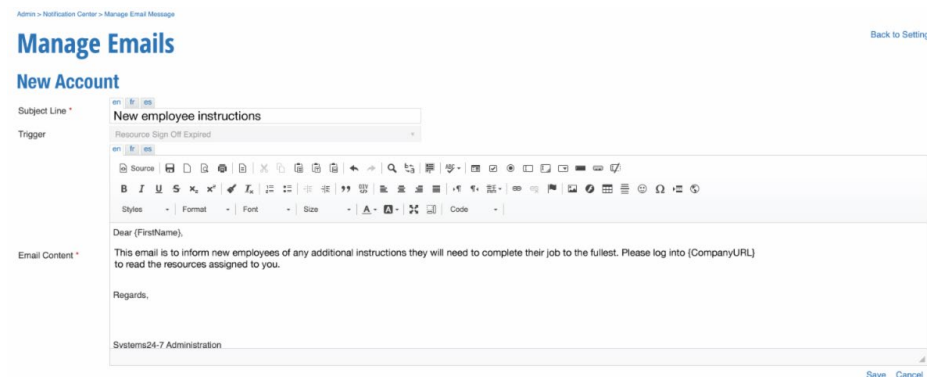 Admin > Notification Center > Manage Email Message
Manage Emails
Back to Setting
New Account
en fr es
Subject Line *
New employee instructions
Trigger
Resource Sign Off Expired
en fr es
Source
B I U S x₂ x² Ix
Styles Format Font Size A A Code
Dear {FirstName},
Email Content *
This email is to inform new employees of any additional instructions they will need to complete their job to the fullest. Please log into {CompanyURL}
to read the resources assigned to you.
Regards,
Systems24-7 Administration
Save Cancel